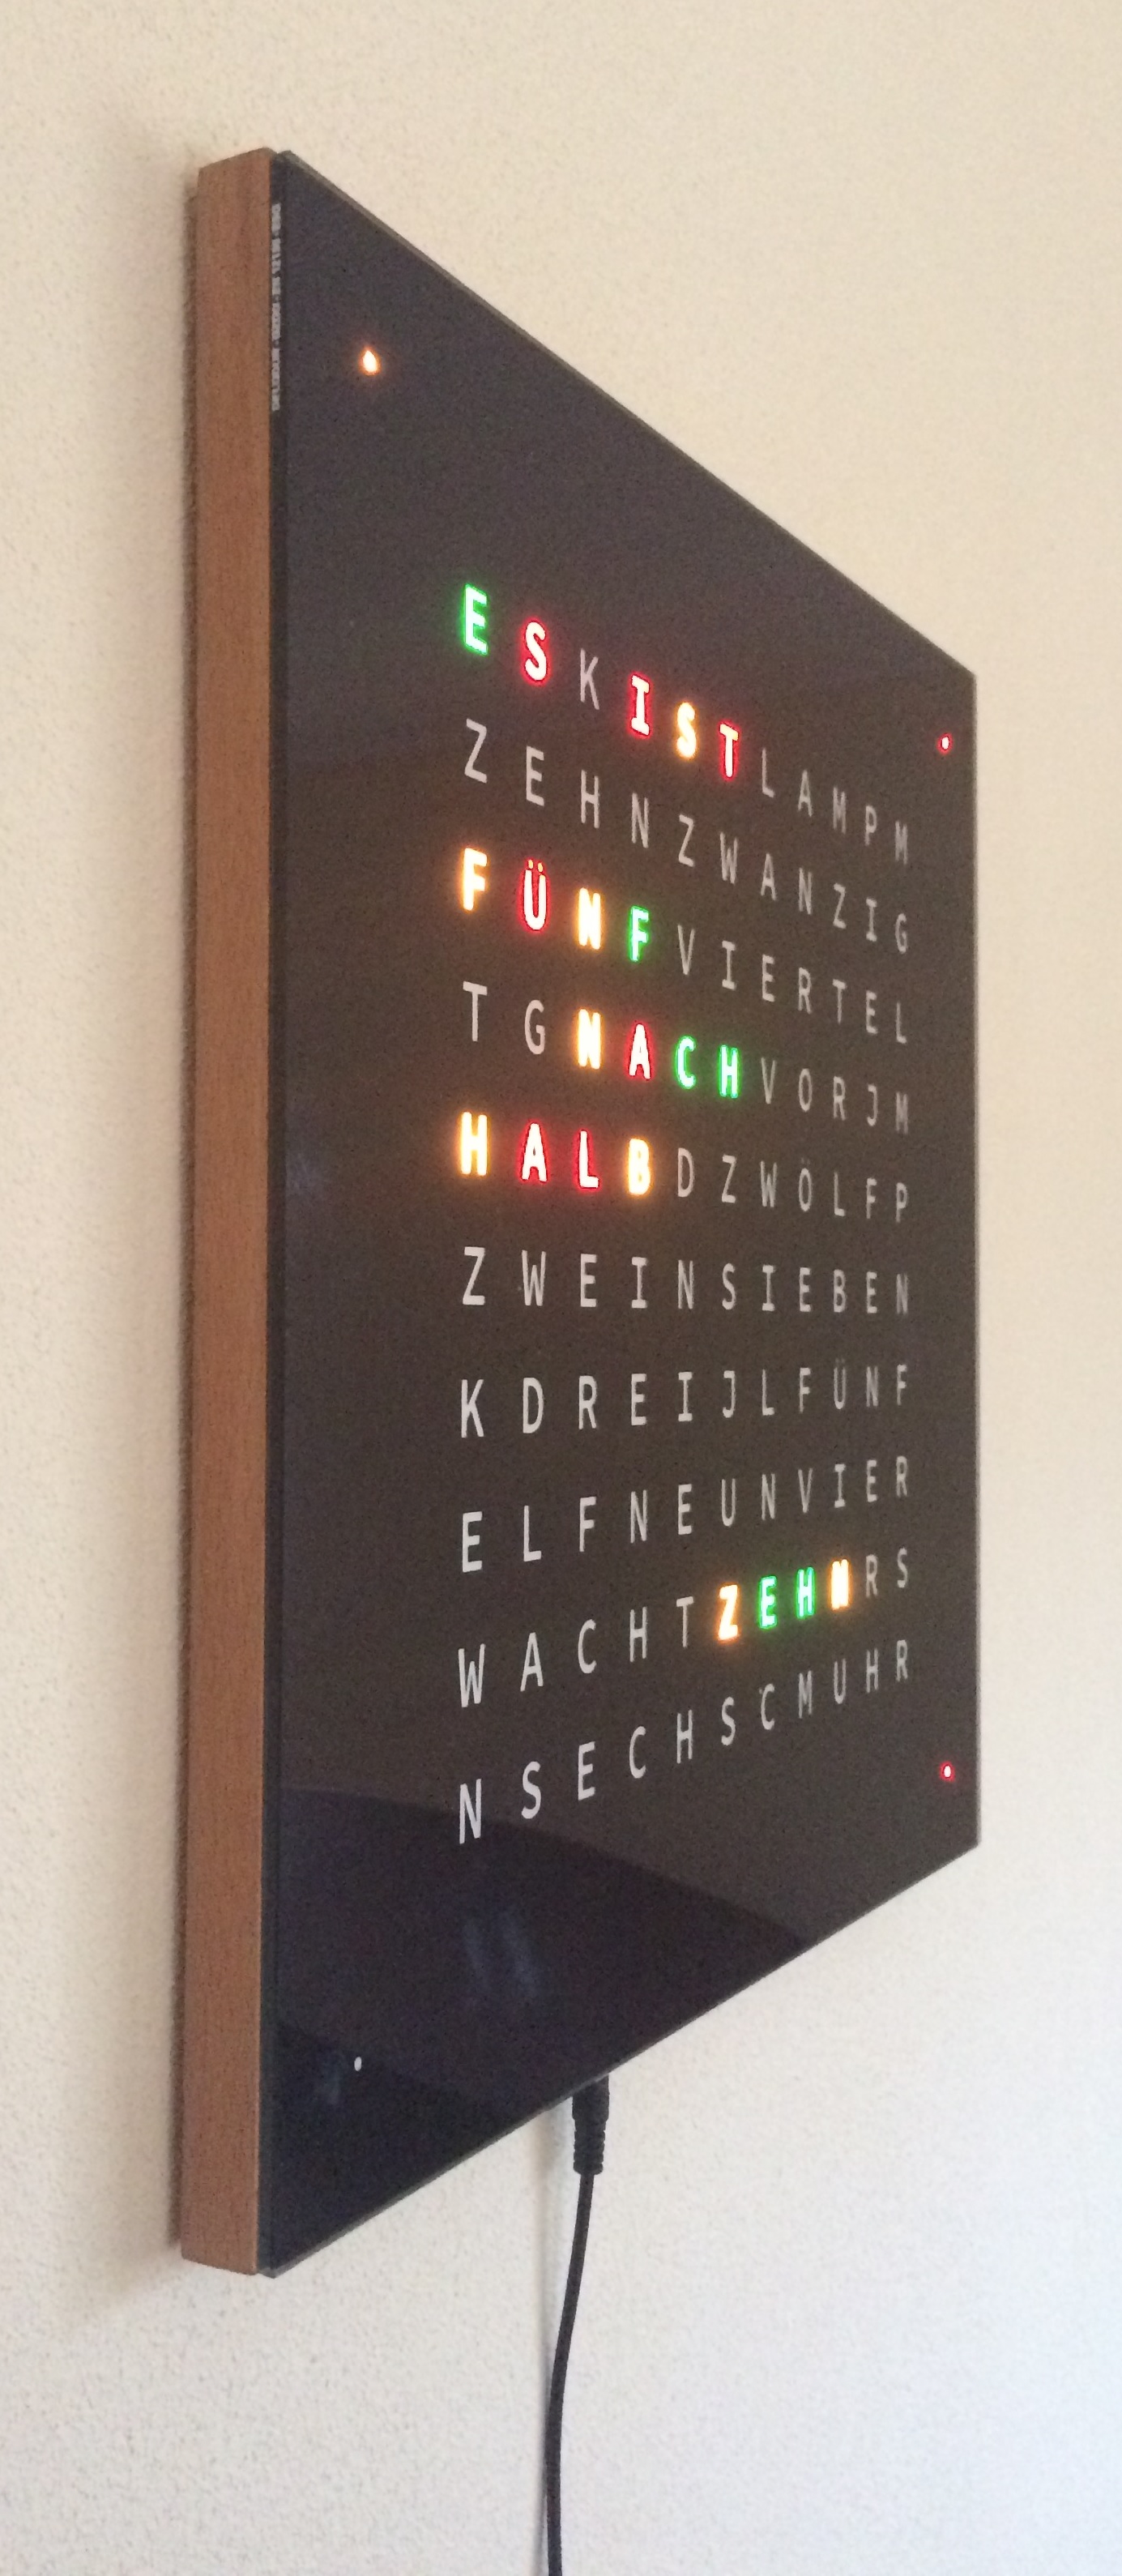 ESKISTLAMPM
ZEHNZWANZIG
FÜNFVIERTEL
TGNACHVORJM
HALBDZWÖLFP
ZWEINSIEBEN
KDREIJLFÜNF
ELFNEUNVIER
WACHTZEHNRS
NSECHSCMUHR